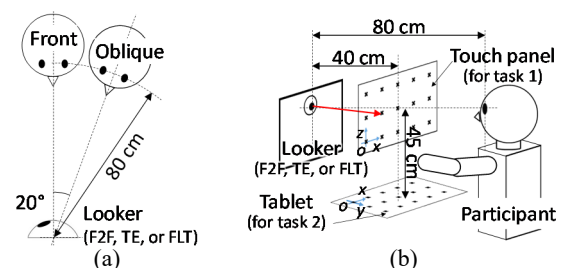 (a)
Front
Oblique
80 cm
20°
Looker
(F2F, TE, or FLT)
(a)
80 cm
40 cm
Touch panel
(for task 1)
z
o x
45 cm
Looker
(F2F, TE, or FLT)
Tablet
(for task 2)
x
o
y
Participant
(b)